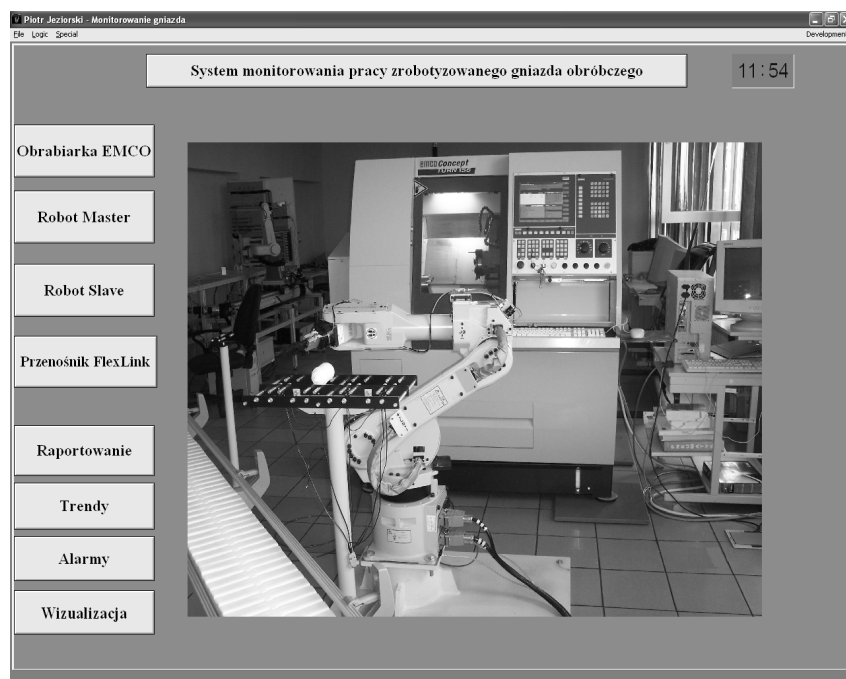 Piotr Jeziorski - Monitorowanie gniazda
File Logic Special
Development
System monitorowania pracy zrobotyzowanego gniazda obróbczego
11:54
Obrabiarka EMCO
Robot Master
Robot Slave
Przenośnik FlexLink
Raportowanie
Trendy
Alarmy
Wizualizacja
EMCO Concept
TURN 155